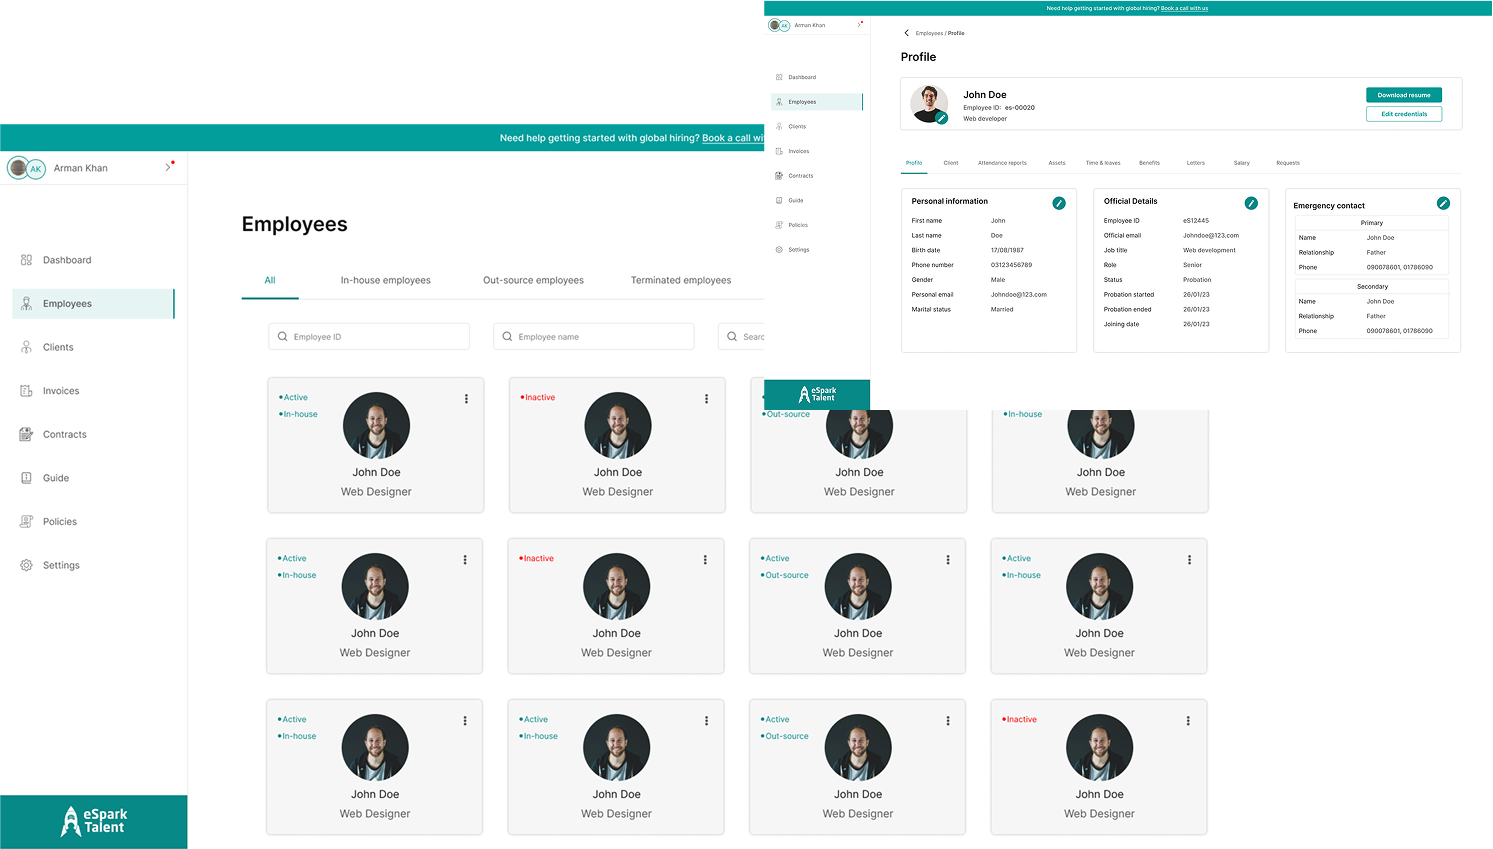 Need help getting started with global hiring? Book a call with us
Arman Khan
AK
Employees / Profile
Profile
Dashboard
Employees
Clients
Invoices
Contracts
Guide
Policies
Settings
John Doe
Employee ID: es-00020
Web developer
Download resume
Edit credentials
Profile Client Attendance reports Assets Time & leaves Benefits Letters Salary Requests
Personal information
First name John
Last name Doe
Birth date 17/08/1987
Phone number 03123456789
Gender Male
Personal email Johndoe@123.com
Marital status Married
Official Details
Employee ID eS12445
Official email Johndoe@123.com
Job title Web development
Role Senior
Status Probation
Probation started 26/01/23
Probation ended 26/01/23
Joining date 26/01/23
Emergency contact
Primary
Name John Doe
Relationship Father
Phone 090078601, 01786090
Secondary
Name John Doe
Relationship Father
Phone 090078601, 01786090
eSpark
Talent
Need help getting started with global hiring? Book a call wi
AK Arman Khan
Dashboard
Employees
Clients
Invoices
Contracts
Guide
Policies
Settings
eSpark
Talent
Employees
All In-house employees Out-source employees Terminated employees
Employee ID Employee name Searc
Active
In-house
John Doe
Web Designer
Inactive
John Doe
Web Designer
Out-source
John Doe
Web Designer
In-house
John Doe
Web Designer
Active
In-house
John Doe
Web Designer
Inactive
John Doe
Web Designer
Active
Out-source
John Doe
Web Designer
Active
In-house
John Doe
Web Designer
Active
In-house
John Doe
Web Designer
Active
In-house
John Doe
Web Designer
Active
Out-source
John Doe
Web Designer
Inactive
John Doe
Web Designer